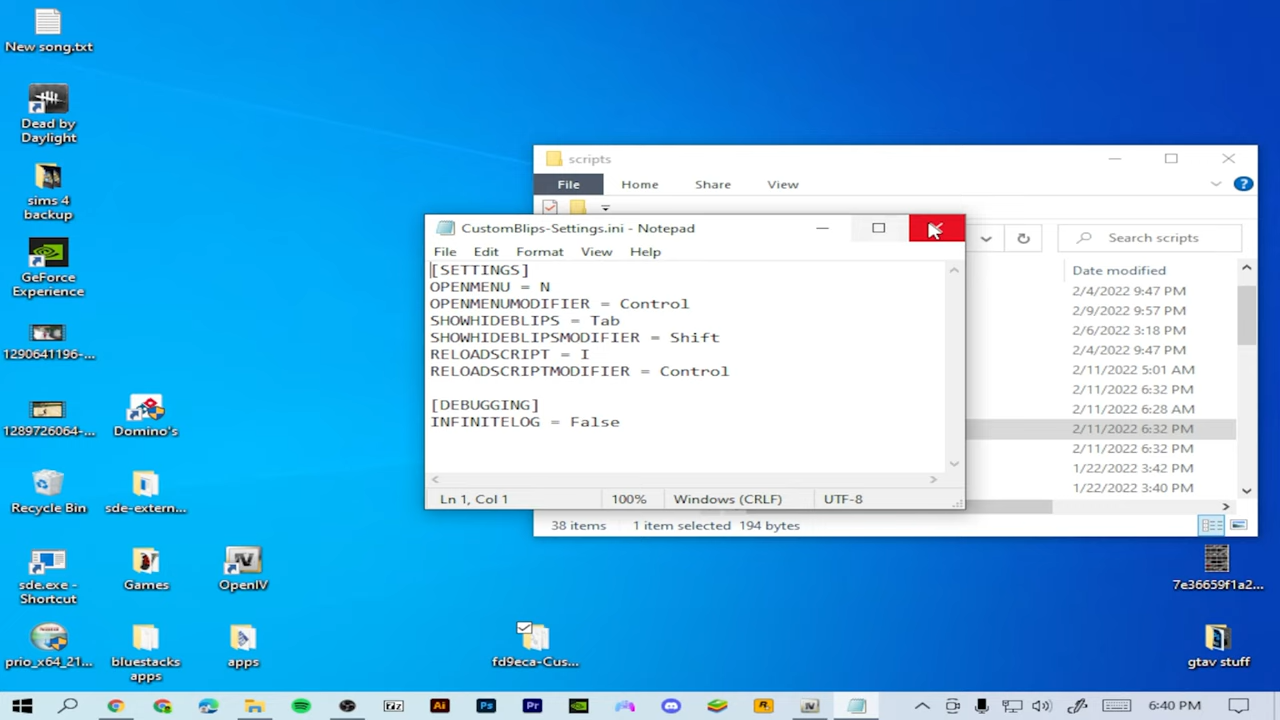 New song.txt
Dead by
Daylight
sims 4
backup
GeForce
Experience
1290641196-...
1289726064-...
Domino's
Recycle Bin
sde-extern...
sde.exe -
Shortcut
Games
OpenIV
prio_x64_21...
bluestacks
apps
apps
fd9eca-Cus...
scripts
File
Home
Share
View
Search scripts
Date modified
2/4/2022 9:47 PM
2/9/2022 9:57 PM
2/6/2022 3:18 PM
2/4/2022 9:47 PM
2/11/2022 5:01 AM
2/11/2022 6:32 PM
2/11/2022 6:28 AM
2/11/2022 6:32 PM
2/11/2022 6:32 PM
1/22/2022 3:42 PM
1/22/2022 3:40 PM
38 items
1 item selected 194 bytes
CustomBlips-Settings.ini - Notepad
File
Edit
Format
View
Help
[SETTINGS]
OPENMENU = N
OPENMENUMODIFIER = Control
SHOWHIDEBLIPS = Tab
SHOWHIDEBLIPSMODIFIER = Shift
RELOADSCRIPT = I
RELOADSCRIPTMODIFIER = Control
[DEBUGGING]
INFINITELOG = False
Ln 1, Col 1
100%
Windows (CRLF)
UTF-8
7e36659f1a2...
gtav stuff
Ai
Ps
Pr
6:40 PM